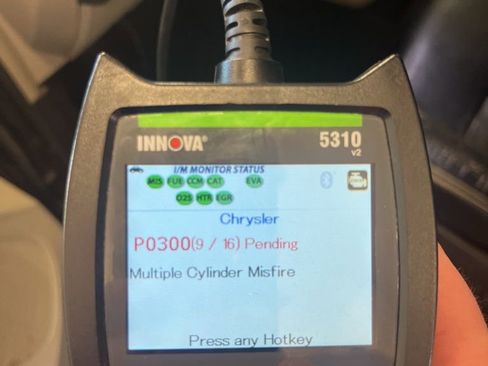 INNOVA® 5310
v2
I/M MONITOR STATUS
MIS FUE CCM CAT EVA
O2S HTR EGR
Chrysler
P0300(9 / 16) Pending
Multiple Cylinder Misfire
Press any Hotkey